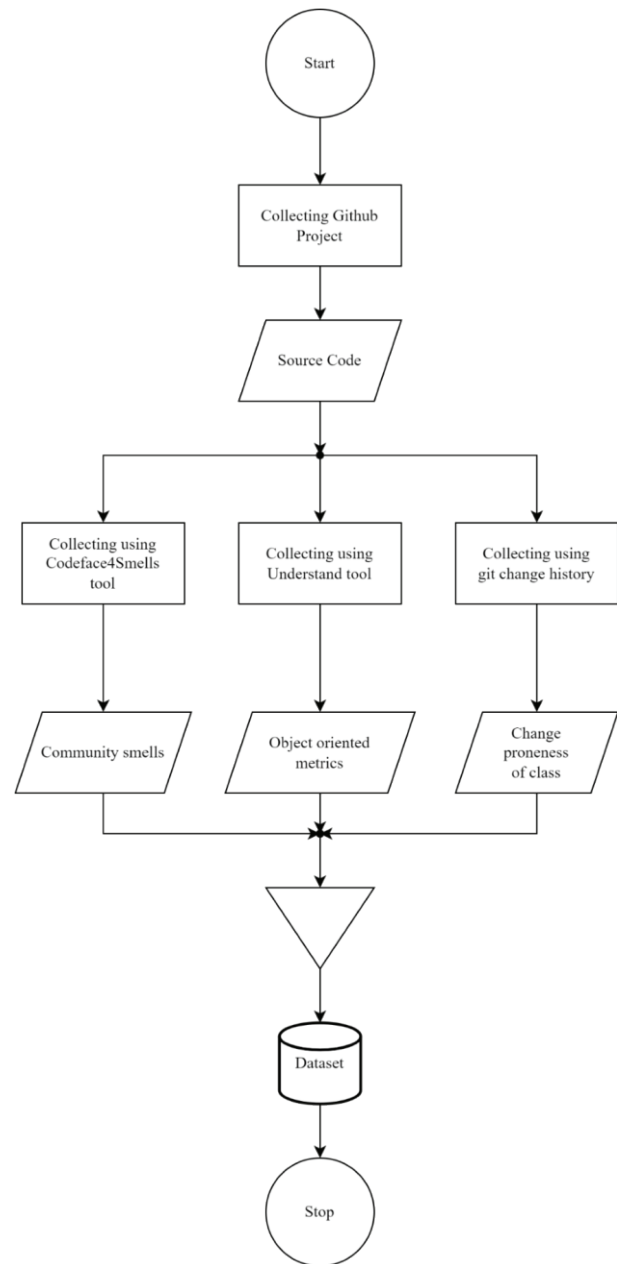 Start
Collecting Github
Project
Source Code
Collecting using
Codeface4Smells
tool
Collecting using
Understand tool
Collecting using
git change history
Community smells
Object oriented
metrics
Change
proneness
of class
Dataset
Stop